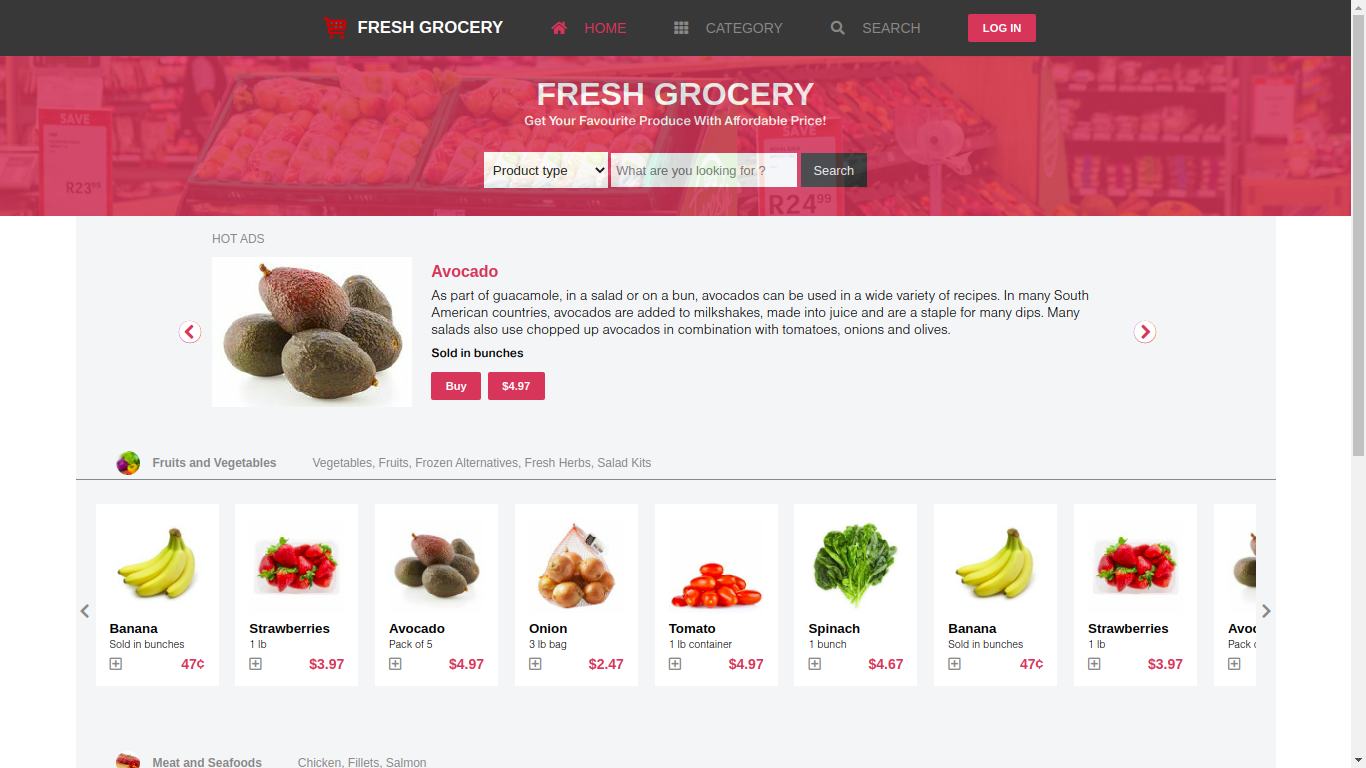 FRESH GROCERY HOME CATEGORY SEARCH LOG IN
FRESH GROCERY
Get Your Favourite Produce With Affordable Price!
SAVE
SAVE
Product type What are you looking for ? Search
R23⁹⁹
R24⁹⁹
HOT ADS
Avocado
As part of guacamole, in a salad or on a bun, avocados can be used in a wide variety of recipes. In many South
American countries, avocados are added to milkshakes, made into juice and are a staple for many dips. Many
salads also use chopped up avocados in combination with tomatoes, onions and olives.
Sold in bunches
Buy $4.97
Fruits and Vegetables Vegetables, Fruits, Frozen Alternatives, Fresh Herbs, Salad Kits
Banana Strawberries Avocado Onion Tomato Spinach Banana Strawberries Avoc
Sold in bunches 1 lb Pack of 5 3 lb bag 1 lb container 1 bunch Sold in bunches 1 lb Pack
47¢ $3.97 $4.97 $2.47 $4.97 $4.67 47¢ $3.97
Meat and Seafoods Chicken, Fillets, Salmon